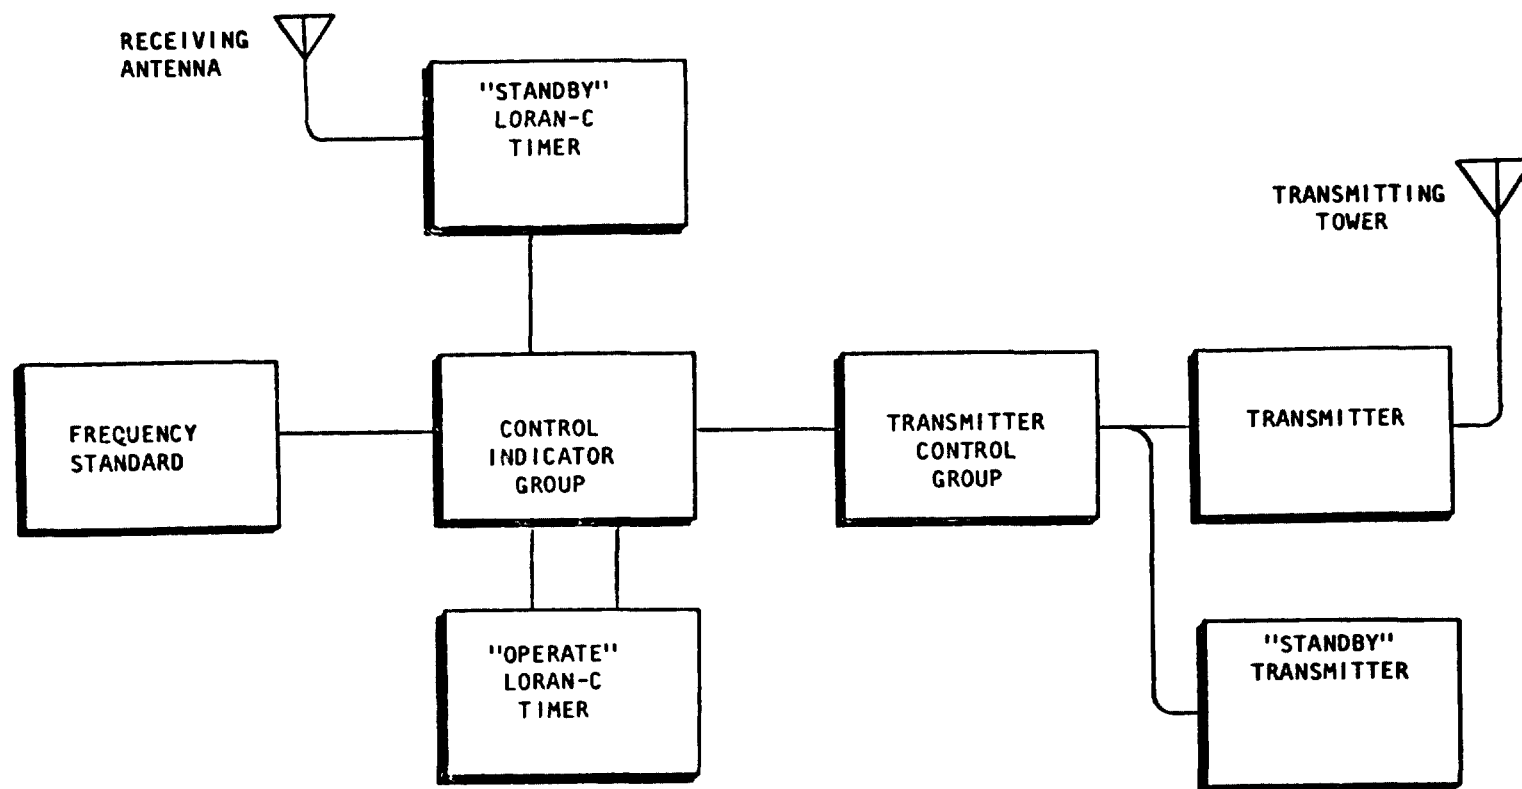 RECEIVING
ANTENNA
"STANDBY"
LORAN-C
TIMER
TRANSMITTING
TOWER
FREQUENCY
STANDARD
CONTROL
INDICATOR
GROUP
TRANSMITTER
CONTROL
GROUP
TRANSMITTER
"OPERATE"
LORAN-C
TIMER
"STANDBY"
TRANSMITTER